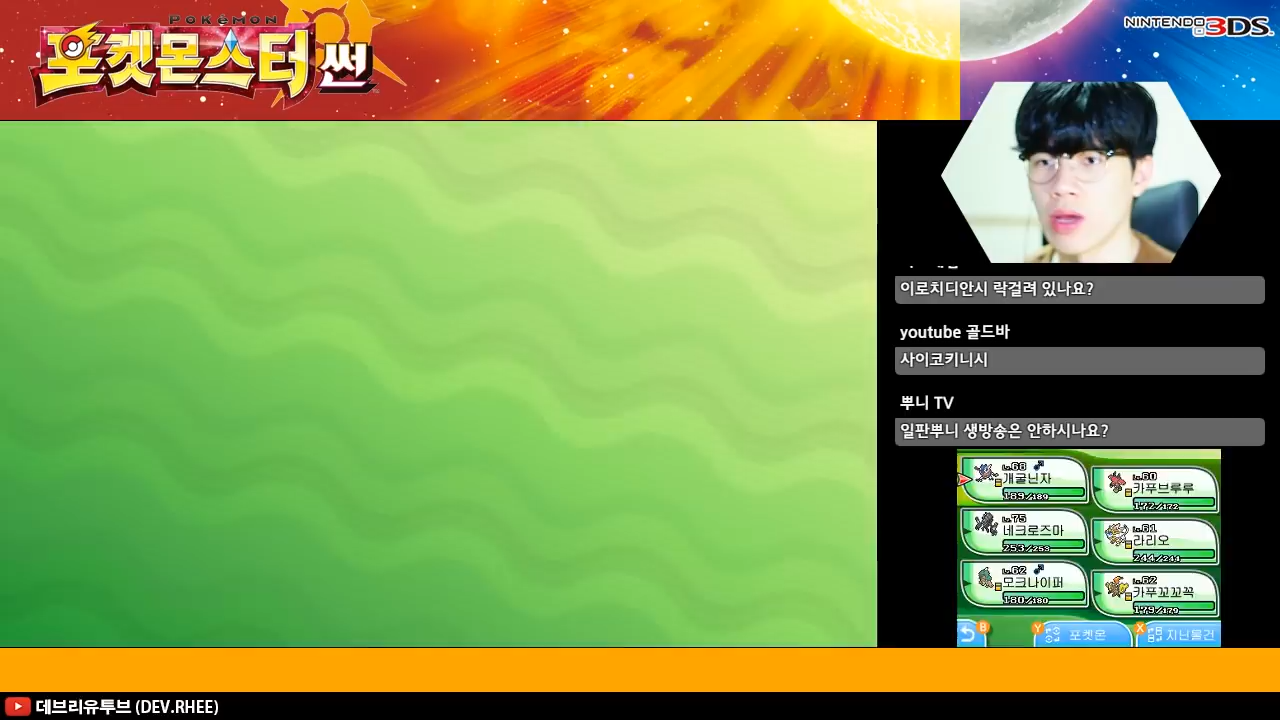 POKéMON
포켓몬스터 썬
NINTENDO 3DS
이로치디안시 락걸려 있나요?
youtube 골드바
사이코키니시
뿌니 TV
일판뿌니 생방송은 안하시나요?
Lv.60
개굴닌자
189/189
Lv.60
카푸브루루
172/172
Lv.75
네크로즈마
253/253
Lv.61
라리오
244/244
Lv.62
모크나이퍼
180/180
Lv.62
카푸꼬꼬꼭
179/179
B
Y 포켓몬
X 지닌물건
데브리유투브 (DEV.RHEE)